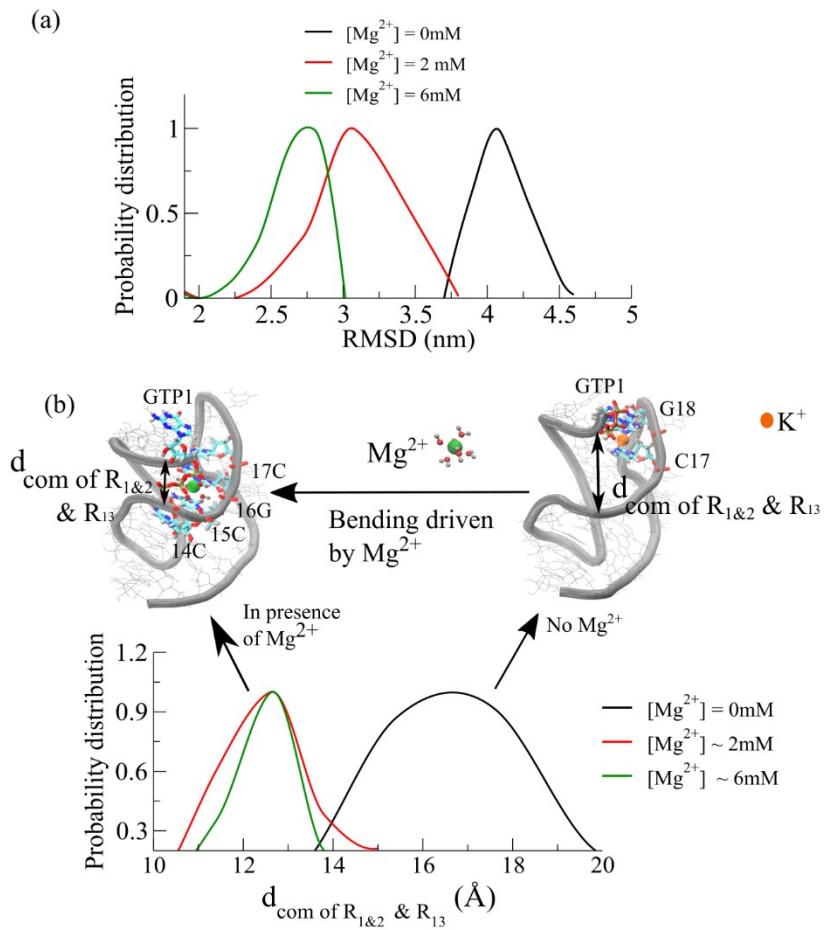 (a)
[Mg²⁺] = 0mM
[Mg²⁺] = 2 mM
[Mg²⁺] = 6mM
Probability distribution
1
0.5
0
2 2.5 3 3.5 4 4.5 5
RMSD (nm)
(b)
GTP1
d com of R1&2 & R13
17C
16G
15C
14C
Mg²⁺
Bending driven
by Mg²⁺
GTP1
G18
C17
K⁺
d com of R1&2 & R13
In presence
of Mg²⁺
No Mg²⁺
Probability distribution
1.2
0.9
0.6
0.3
10 12 14 16 18 20
d com of R1&2 & R13 (Å)
[Mg²⁺] = 0mM
[Mg²⁺] ~ 2mM
[Mg²⁺] ~ 6mM